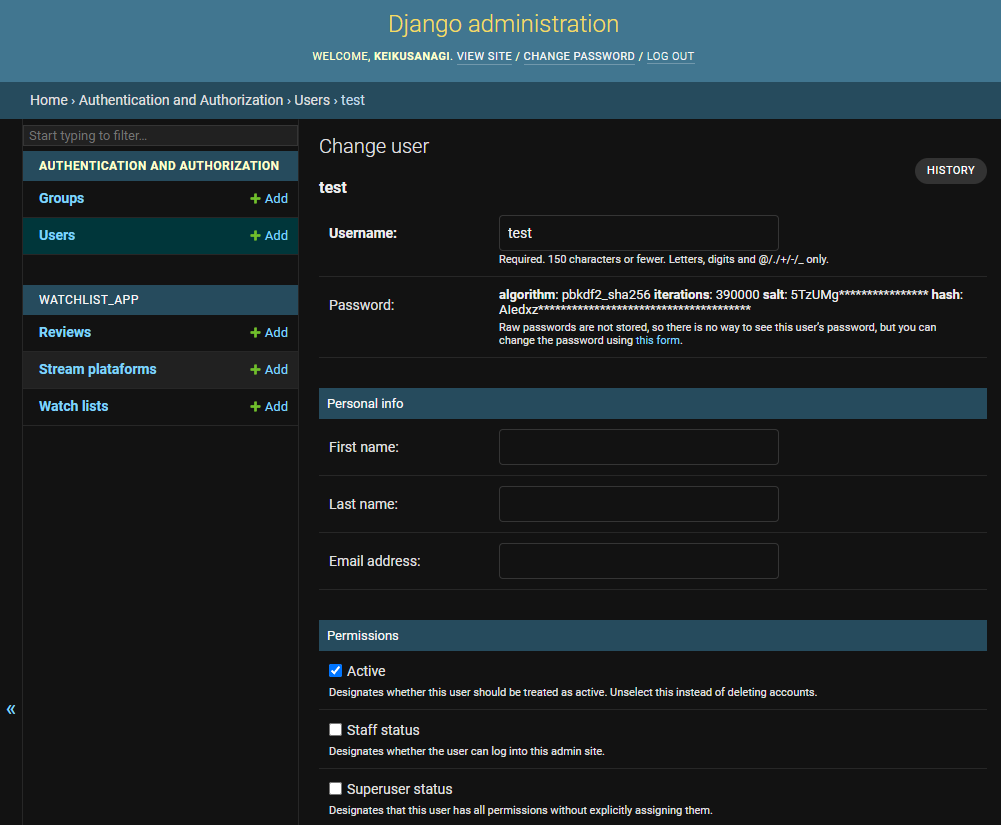 Django administration
WELCOME, KEIKUSANAGI. VIEW SITE / CHANGE PASSWORD / LOG OUT
Home › Authentication and Authorization › Users › test
Start typing to filter...
AUTHENTICATION AND AUTHORIZATION
Groups + Add
Users + Add
WATCHLIST_APP
Reviews + Add
Stream plataforms + Add
Watch lists + Add
«
Change user
HISTORY
test
Username: test
Required. 150 characters or fewer. Letters, digits and @/./+/-/_ only.
Password:
algorithm: pbkdf2_sha256 iterations: 390000 salt: 5TzUMg**************** hash:
AIedxz**************************************
Raw passwords are not stored, so there is no way to see this user's password, but you can
change the password using this form.
Personal info
First name:
Last name:
Email address:
Permissions
Active
Designates whether this user should be treated as active. Unselect this instead of deleting accounts.
Staff status
Designates whether the user can log into this admin site.
Superuser status
Designates that this user has all permissions without explicitly assigning them.